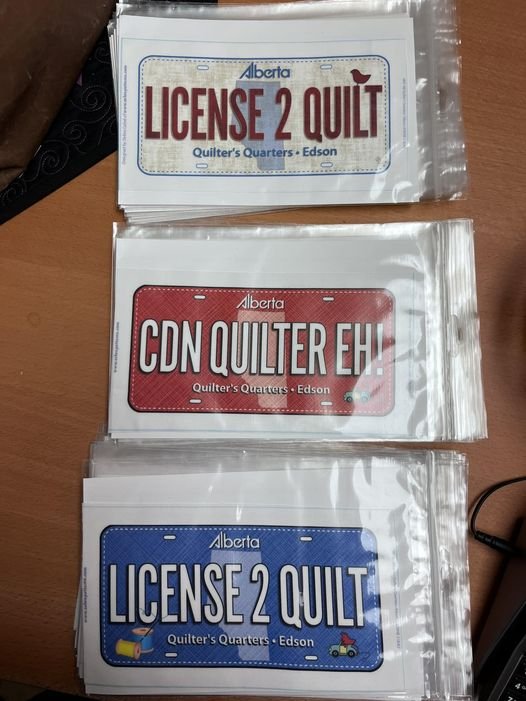 Alberta
LICENSE 2 QUILT
Quilter's Quarters • Edson
Alberta
CDN QUILTER EH!
Quilter's Quarters • Edson
Alberta
LICENSE 2 QUILT
Quilter's Quarters • Edson